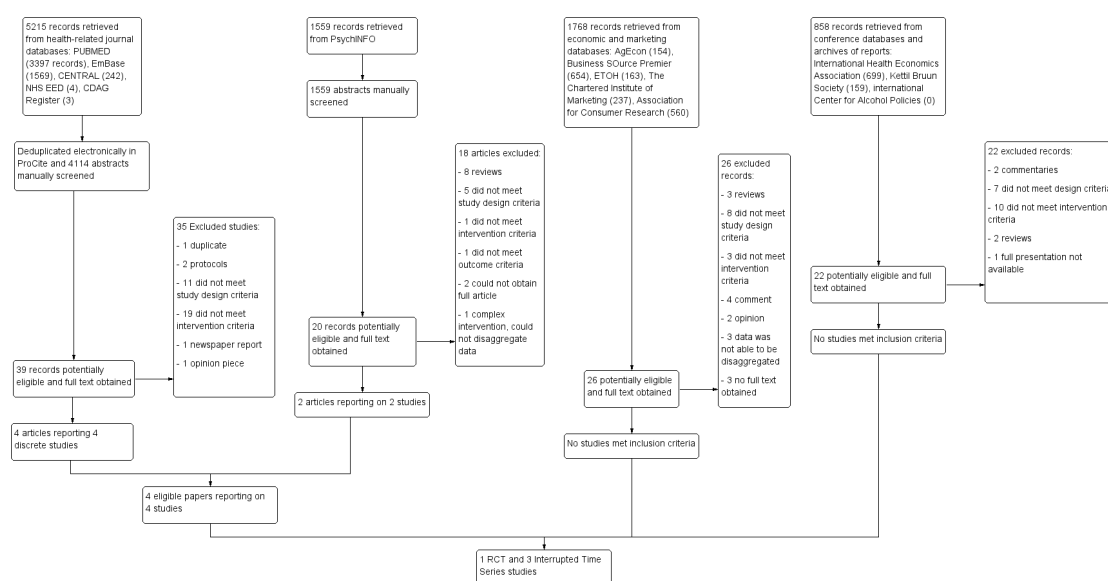 5215 records retrieved
from health-related journal
databases: PUBMED
(3397 records), EmBase
(1569), CENTRAL (242),
NHS EED (4), CDAG
Register (3)
Deduplicated electronically in
ProCite and 4114 abstracts
manually screened
35 Excluded studies:
- 1 duplicate
- 2 protocols
- 11 did not meet
study design criteria
- 19 did not meet
intervention criteria
- 1 newspaper report
- 1 opinion piece
39 records potentially
eligible and full text obtained
4 articles reporting 4
discrete studies
1559 records retrieved
from PsychINFO
1559 abstracts manually
screened
18 articles excluded:
- 8 reviews
- 5 did not meet
study design criteria
- 1 did not meet
intervention criteria
- 1 did not meet
outcome criteria
- 2 could not obtain
full article
- 1 complex
intervention, could
not disaggregate
data
20 records potentially
eligible and full text
obtained
2 articles reporting on 2 studies
4 eligible papers reporting on
4 studies
1768 records retrieved from
economic and marketing
databases: AgEcon (154),
Business SOurce Premier
(654), ETOH (163), The
Chartered Institute of
Marketing (237), Association
for Consumer Research (560)
26 excluded
records:
- 3 reviews
- 8 did not meet
study design
criteria
- 3 did not meet
intervention
criteria
- 4 comment
- 2 opinion
- 3 data was
not able to be
disaggregated
- 3 no full text
obtained
26 potentially eligible
and full text obtained
No studies met inclusion criteria
858 records retrieved from
conference databases and
archives of reports:
International Health Economics
Association (699), Kettil Bruun
Society (159), international
Center for Alcohol Policies (0)
22 excluded records:
- 2 commentaries
- 7 did not meet design criteria
- 10 did not meet intervention
criteria
- 2 reviews
- 1 full presentation not
available
22 potentially eligible and full
text obtained
No studies met inclusion criteria
1 RCT and 3 Interrupted Time
Series studies